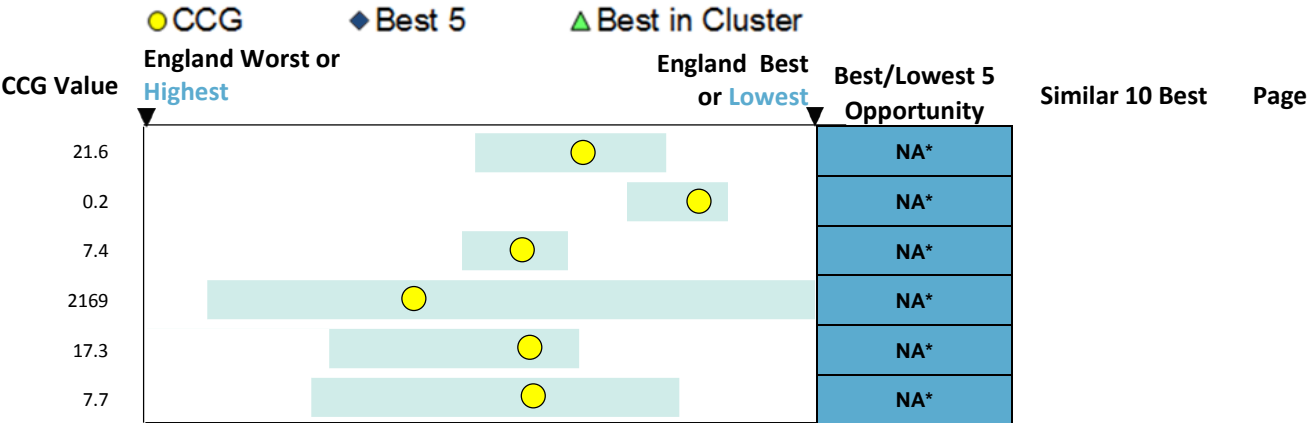 CCG Best 5 Best in Cluster
CCG Value England Worst or Highest England Best or Lowest Best/Lowest 5 Opportunity Similar 10 Best Page
21.6 NA*
0.2 NA*
7.4 NA*
2169 NA*
17.3 NA*
7.7 NA*